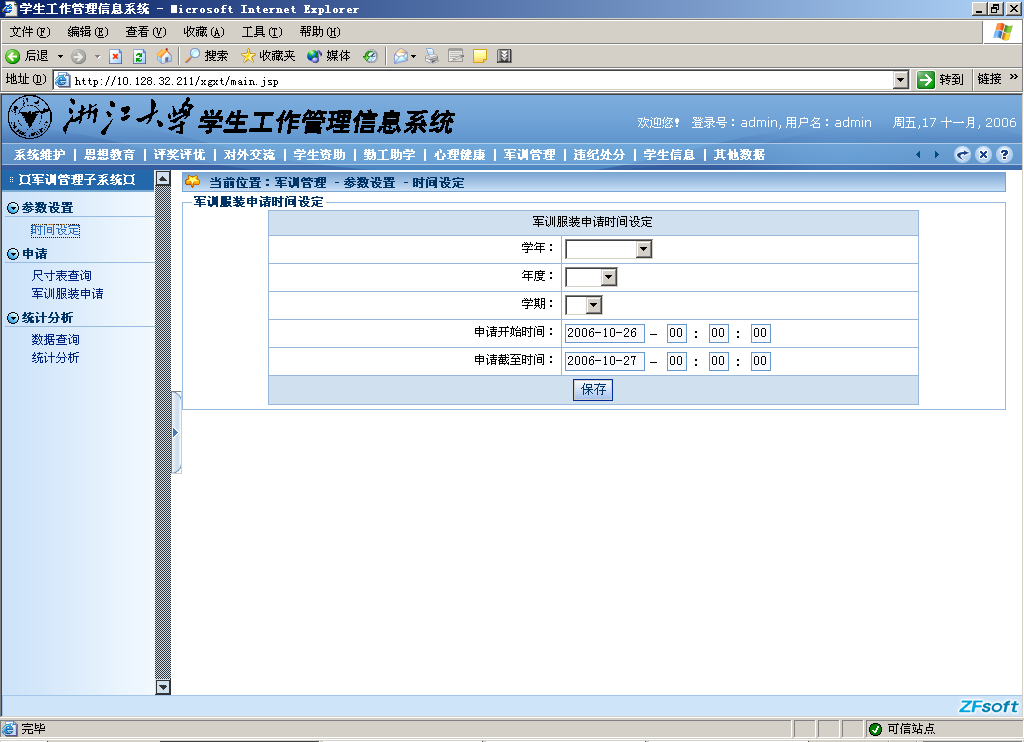 学生工作管理信息系统 - Microsoft Internet Explorer
文件(F) 编辑(E) 查看(V) 收藏(A) 工具(T) 帮助(H)
后退 搜索 收藏夹 媒体
地址(D) http://10.128.32.211/xgxt/main.jsp 转到 链接 »
浙江大学 学生工作管理信息系统
欢迎您! 登录号：admin,用户名：admin 周五,17 十一月, 2006
系统维护 | 思想教育 | 评奖评优 | 对外交流 | 学生资助 | 勤工助学 | 心理健康 | 军训管理 | 违纪处分 | 学生信息 | 其他数据
¤军训管理子系统¤
参数设置
时间设定
申请
尺寸表查询
军训服装申请
统计分析
数据查询
统计分析
当前位置：军训管理 - 参数设置 - 时间设定
军训服装申请时间设定
军训服装申请时间设定
学年：
年度：
学期：
申请开始时间： 2006-10-26 - 00 : 00 : 00
申请截至时间： 2006-10-27 - 00 : 00 : 00
保存
ZFsoft
完毕 可信站点